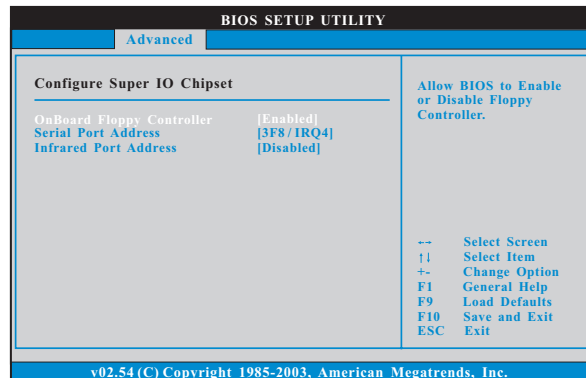 BIOS SETUP UTILITY
Advanced
Configure Super IO Chipset
OnBoard Floppy Controller [Enabled]
Serial Port Address [3F8 / IRQ4]
Infrared Port Address [Disabled]
Allow BIOS to Enable
or Disable Floppy
Controller.
←→ Select Screen
↑↓ Select Item
+- Change Option
F1 General Help
F9 Load Defaults
F10 Save and Exit
ESC Exit
v02.54 (C) Copyright 1985-2003, American Megatrends, Inc.